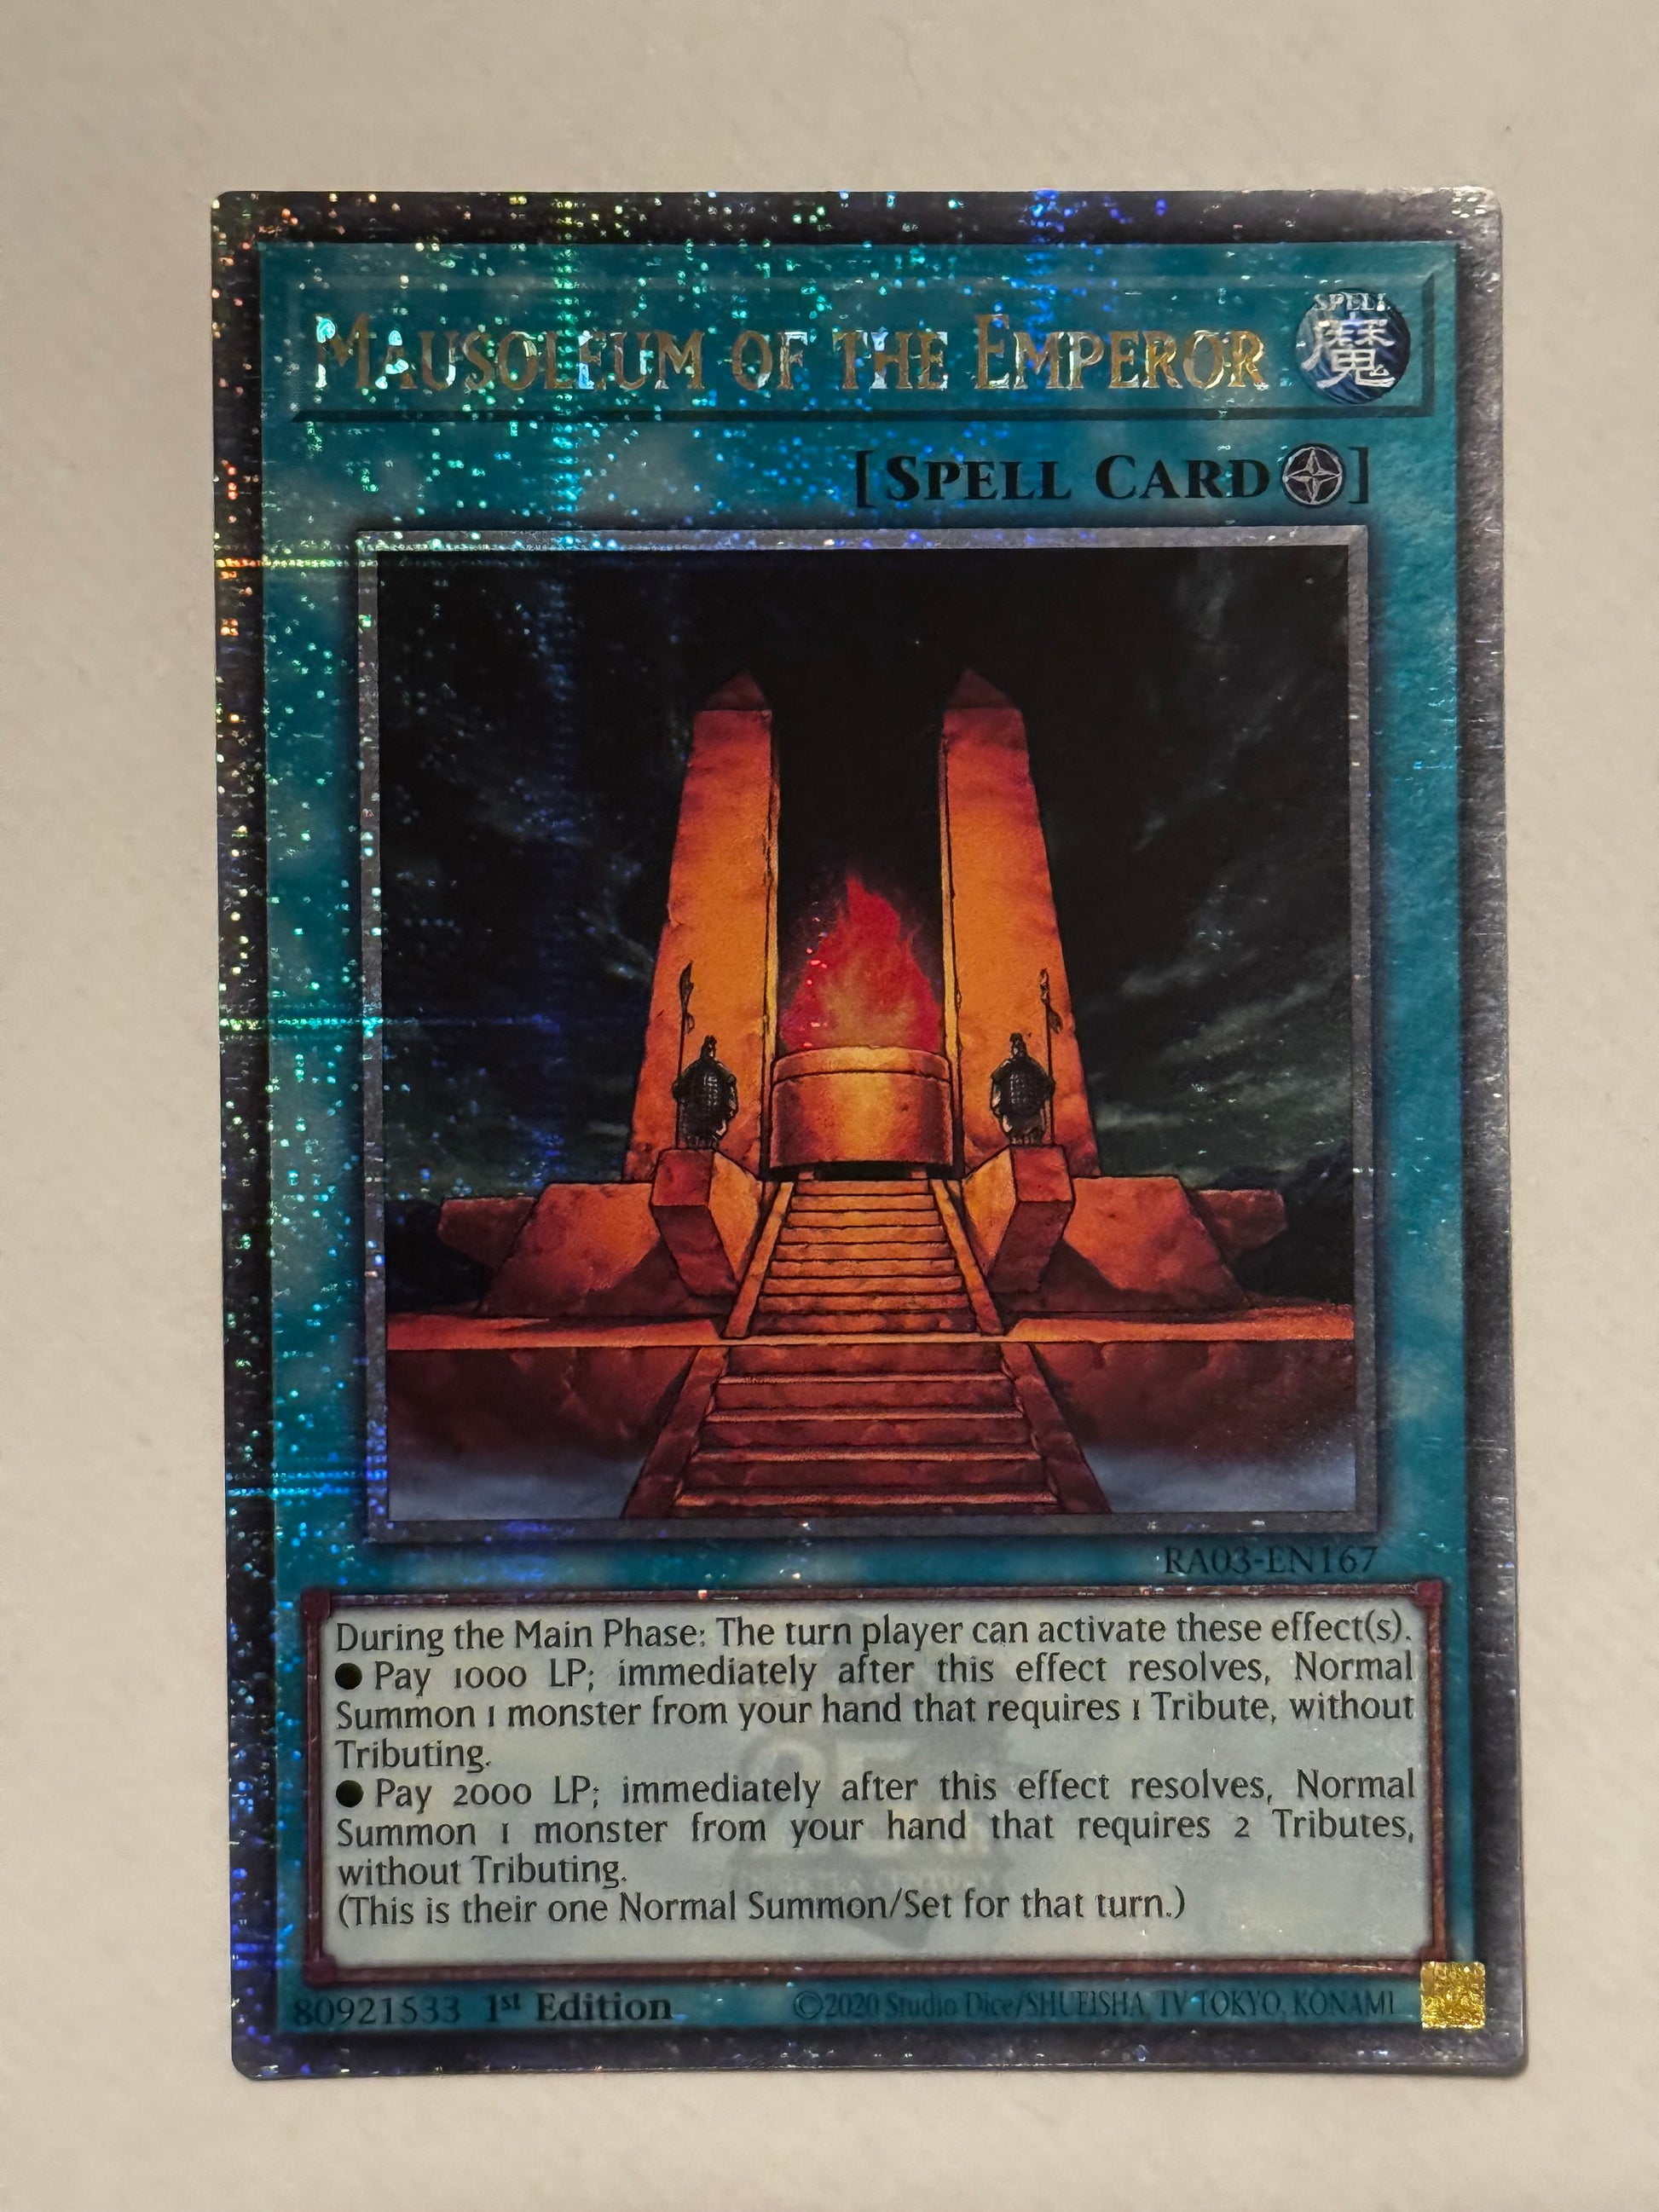 MAUSOLEUM OF THE EMPEROR
SPELL
魔
[SPELL CARD]
RA03-EN167
During the Main Phase: The turn player can activate these effect(s).
● Pay 1000 LP; immediately after this effect resolves, Normal
Summon 1 monster from your hand that requires 1 Tribute, without
Tributing.
● Pay 2000 LP; immediately after this effect resolves, Normal
Summon 1 monster from your hand that requires 2 Tributes,
without Tributing.
(This is their one Normal Summon/Set for that turn.)
25
80921533 1st Edition ©2020 Studio Dice/SHUEISHA, TV TOKYO, KONAMI